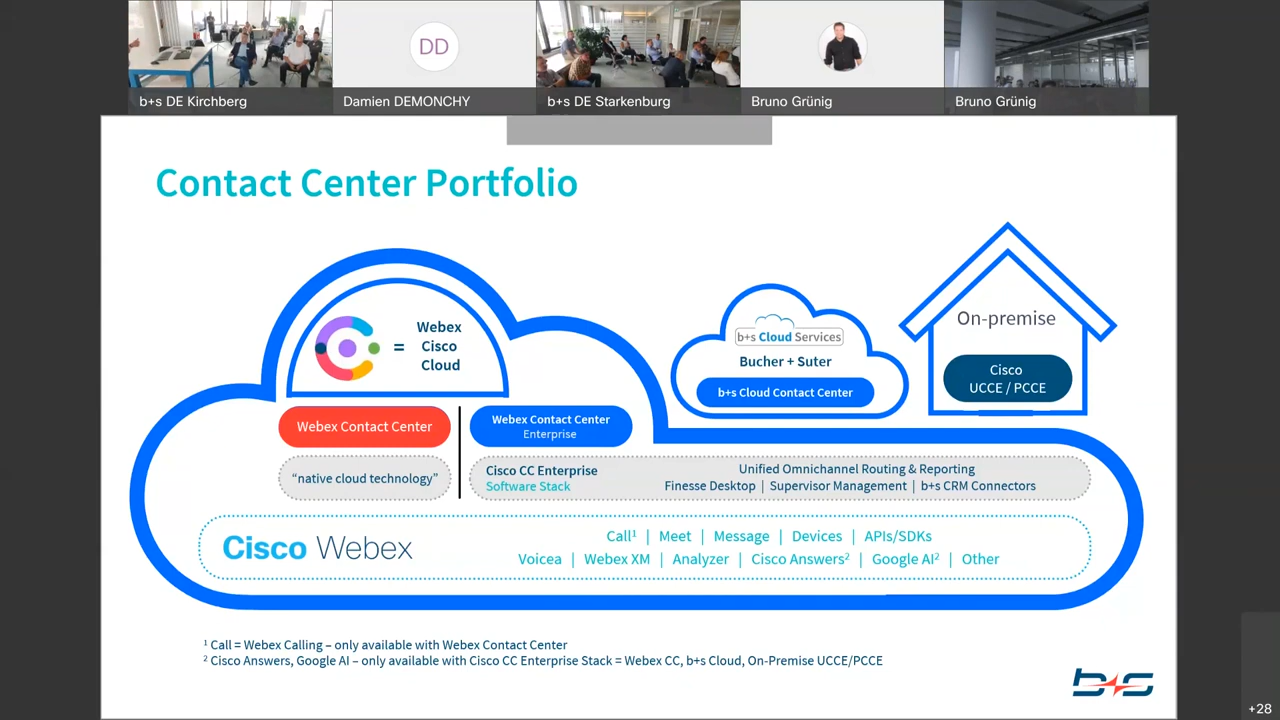 DD
b+s DE Kirchberg
Damien DEMONCHY
b+s DE Starkenburg
Bruno Grünig
Bruno Grünig
Contact Center Portfolio
=
Webex
Cisco
Cloud
b+s Cloud Services
Bucher + Suter
b+s Cloud Contact Center
On-premise
Cisco
UCCE / PCCE
Webex Contact Center
Webex Contact Center
Enterprise
“native cloud technology”
Cisco CC Enterprise
Software Stack
Unified Omnichannel Routing & Reporting
Finesse Desktop | Supervisor Management | b+s CRM Connectors
Cisco Webex
Call¹ | Meet | Message | Devices | APIs/SDKs
Voicea | Webex XM | Analyzer | Cisco Answers² | Google AI² | Other
¹ Call = Webex Calling – only available with Webex Contact Center
² Cisco Answers, Google AI – only available with Cisco CC Enterprise Stack = Webex CC, b+s Cloud, On-Premise UCCE/PCCE
b+s
+28